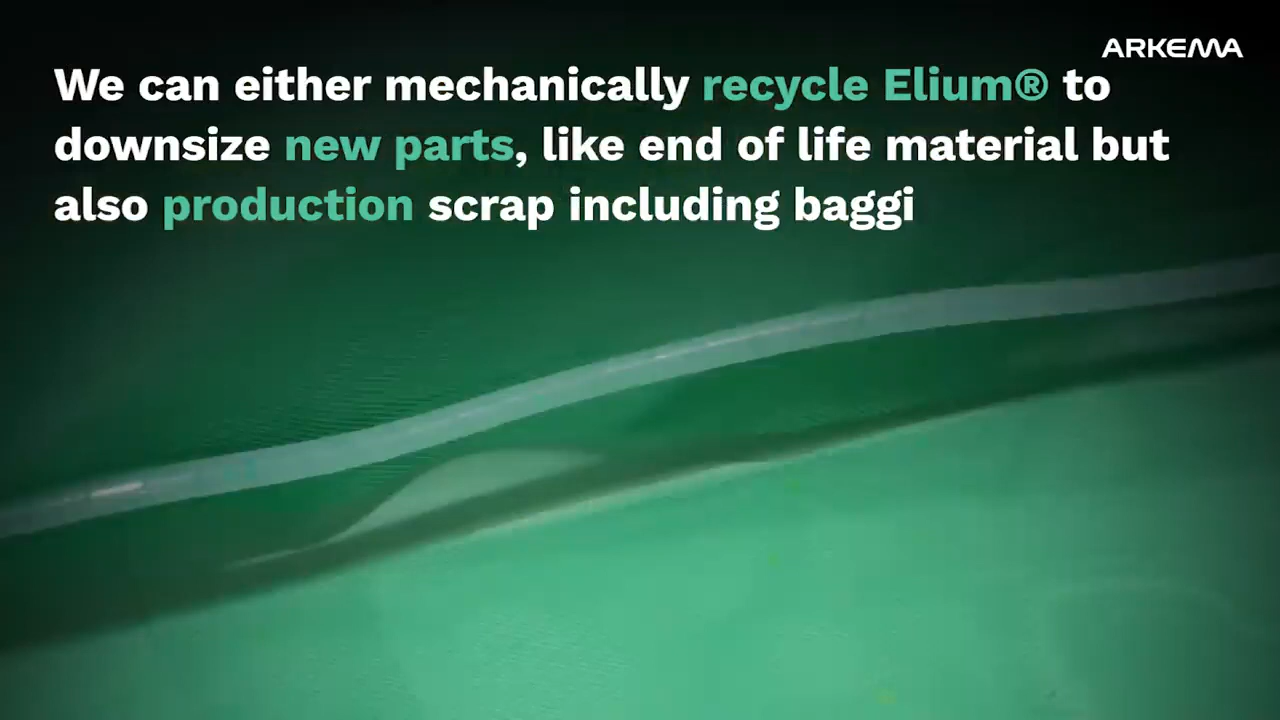 ARKEMA
We can either mechanically recycle Elium® to
downsize new parts, like end of life material but
also production scrap including baggi